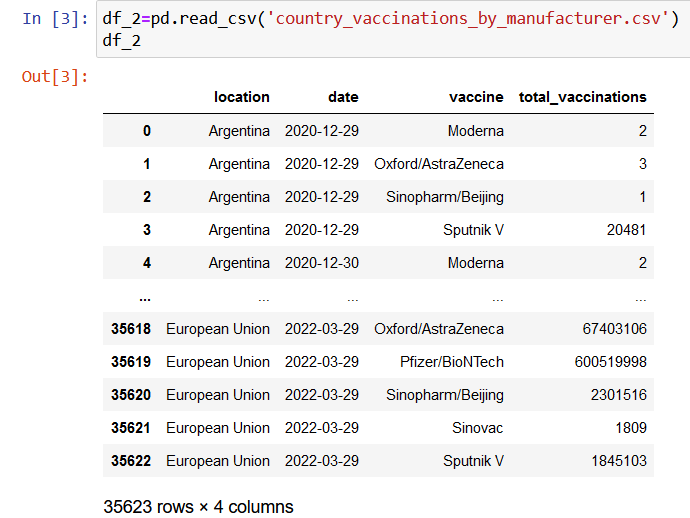 In [3]: df_2=pd.read_csv('country_vaccinations_by_manufacturer.csv')
df_2
Out[3]:
location date vaccine total_vaccinations
0 Argentina 2020-12-29 Moderna 2
1 Argentina 2020-12-29 Oxford/AstraZeneca 3
2 Argentina 2020-12-29 Sinopharm/Beijing 1
3 Argentina 2020-12-29 Sputnik V 20481
4 Argentina 2020-12-30 Moderna 2
... ... ... ... ...
35618 European Union 2022-03-29 Oxford/AstraZeneca 67403106
35619 European Union 2022-03-29 Pfizer/BioNTech 600519998
35620 European Union 2022-03-29 Sinopharm/Beijing 2301516
35621 European Union 2022-03-29 Sinovac 1809
35622 European Union 2022-03-29 Sputnik V 1845103
35623 rows × 4 columns